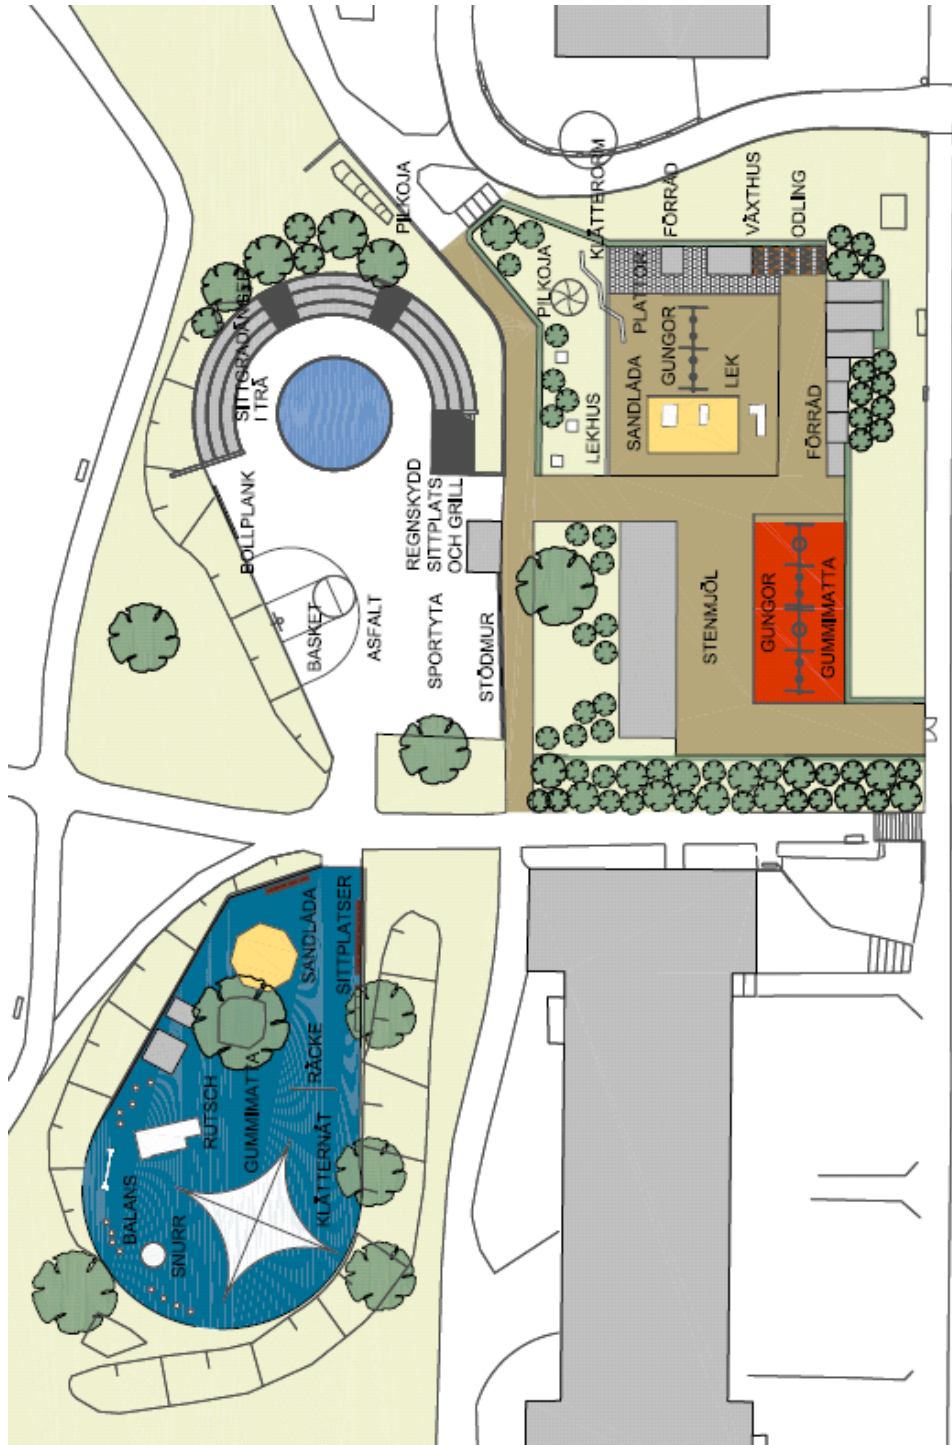 BALANS
SNURR
RUTSCH
GUMMIMATTA
KLÄTTERNÄT
RÄCKE
SANDLÅDA
SITTPLATSER
BOLLPLANK
SITTGRADÄNGER
I TRÄ
BASKET
ASFALT
SPORTYTA
STÖDMUR
REGNSKYDD
SITTPLATS
OCH GRILL
PILKOJA
PILKOJA
KLÄTTERORM
LEKHUS
SANDLÅDA
PLATTOR
GUNGOR
LEK
FÖRRÅD
VÄXTHUS
ODLING
FÖRRÅD
STENMJÖL
GUNGOR
GUMMIMATTA